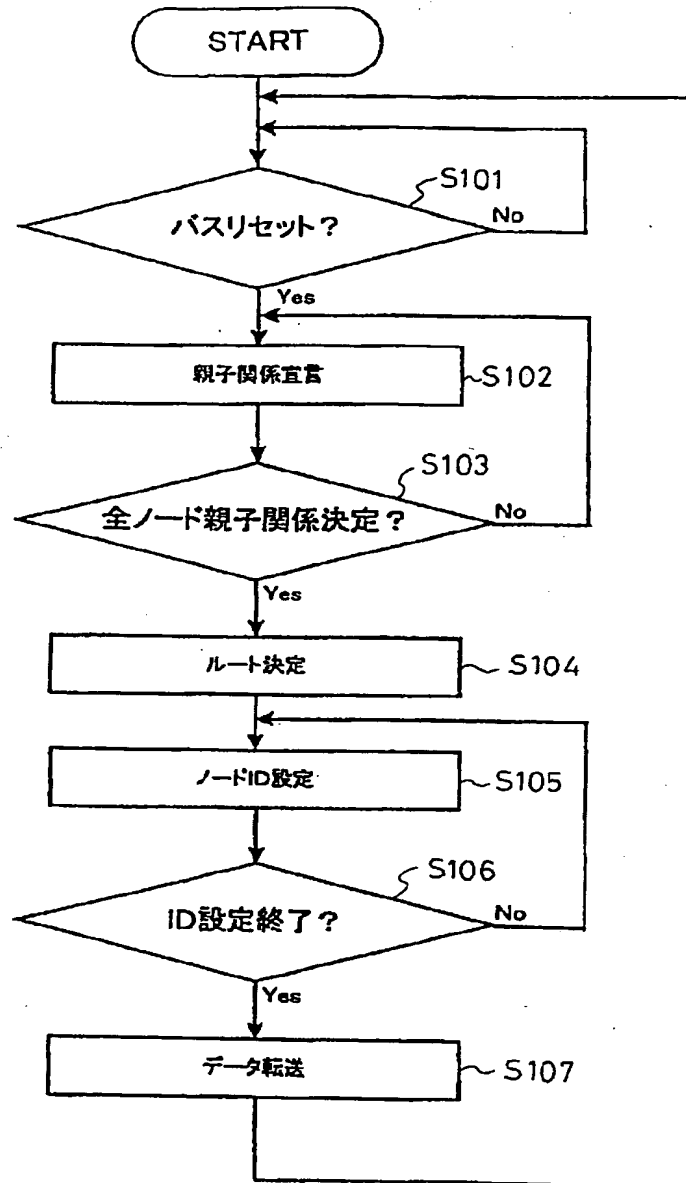 START
S101
バスリセット？
No
Yes
親子関係宣言
S102
S103
全ノード親子関係決定？
No
Yes
ルート決定
S104
ノードID設定
S105
S106
ID設定終了？
No
Yes
データ転送
S107